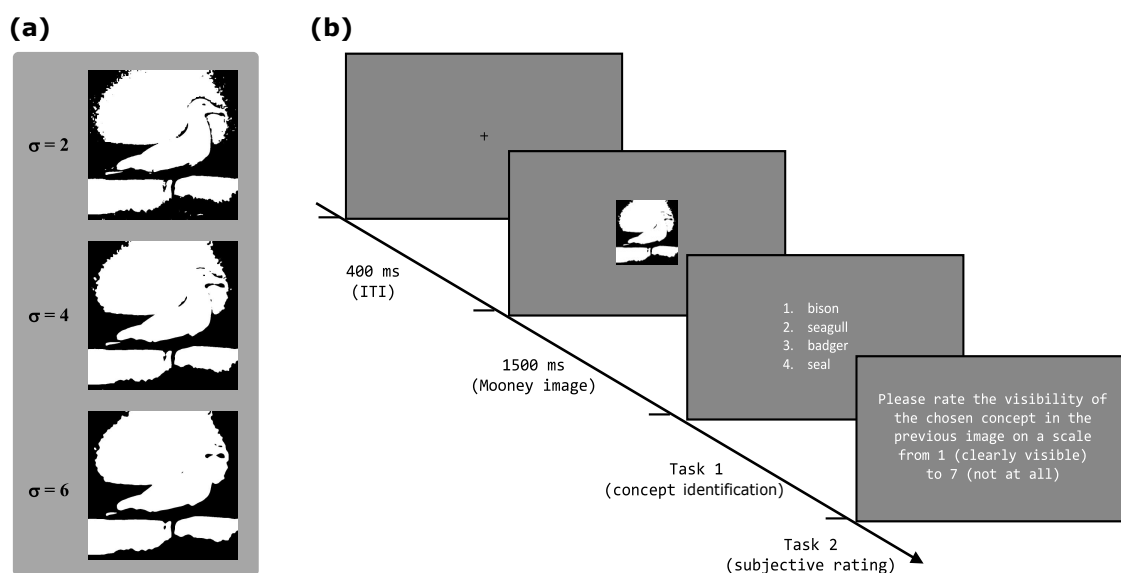 (a)
σ = 2
σ = 4
σ = 6
(b)
+
400 ms
(ITI)
1500 ms
(Mooney image)
1. bison
2. seagull
3. badger
4. seal
Task 1
(concept identification)
Please rate the visibility of
the chosen concept in the
previous image on a scale
from 1 (clearly visible)
to 7 (not at all)
Task 2
(subjective rating)